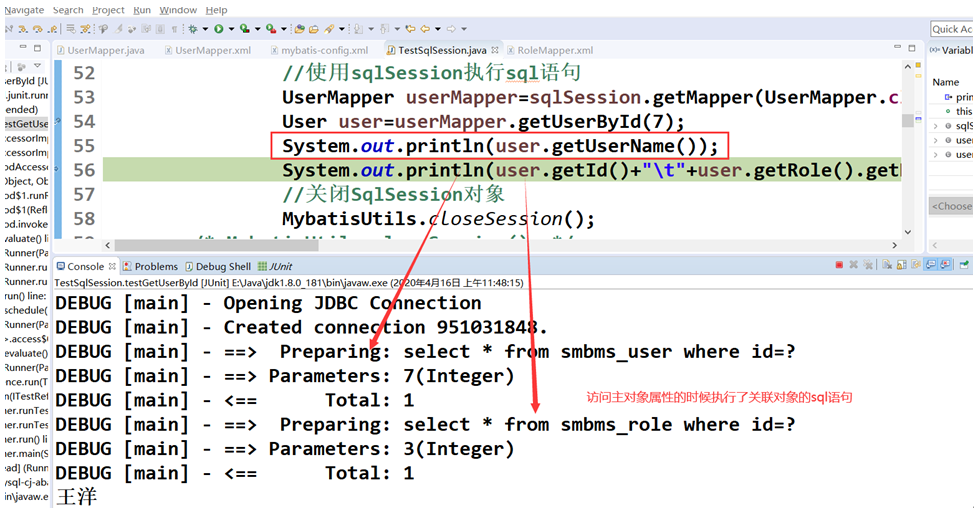 Navigate Search Project Run Window Help
Quick Ac
UserMapper.java UserMapper.xml mybatis-config.xml TestSqlSession.java RoleMapper.xml
Variabl
52 //使用sqlSession执行sql语句
53 UserMapper userMapper=sqlSession.getMapper(UserMapper.c
54 User user=userMapper.getUserById(7);
55 System.out.println(user.getUserName());
56 System.out.println(user.getId()+"\t"+user.getRole().get
57 //关闭SqlSession对象
58 MybatisUtils.closeSession();
Name
prin
this
sqlS
user
user
<Choose
Console Problems Debug Shell JUnit
TestSqlSession.testGetUserById [JUnit] E:\Java\jdk1.8.0_181\bin\javaw.exe (2020年4月16日 上午11:48:15)
DEBUG [main] - Opening JDBC Connection
DEBUG [main] - Created connection 951031848.
DEBUG [main] - ==> Preparing: select * from smbms_user where id=?
DEBUG [main] - ==> Parameters: 7(Integer)
DEBUG [main] - <== Total: 1
访问主对象属性的时候执行了关联对象的sql语句
DEBUG [main] - ==> Preparing: select * from smbms_role where id=?
DEBUG [main] - ==> Parameters: 3(Integer)
DEBUG [main] - <== Total: 1
王洋